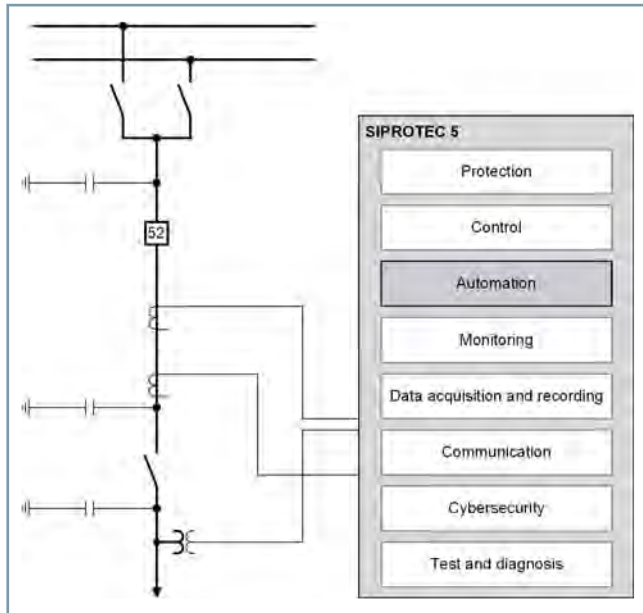 SIPROTEC 5
Protection
Control
52
Automation
Monitoring
Data acquisition and recording
Communication
Cybersecurity
Test and diagnosis